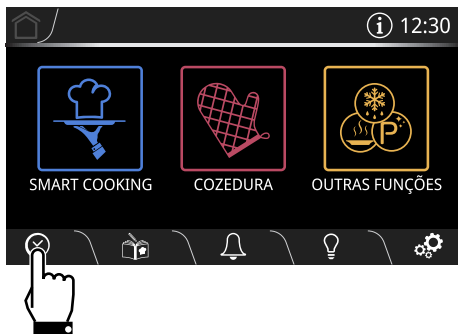 i 12:30
SMART COOKING
COZEDURA
OUTRAS FUNÇÕES
P